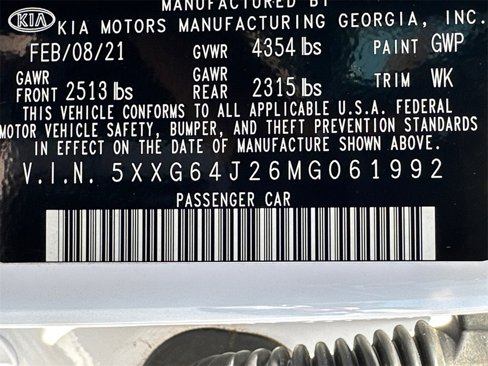 MANUFACTURED BY
KIA KIA MOTORS MANUFACTURING GEORGIA, INC.
FEB/08/21 GVWR 4354 lbs PAINT GWP
GAWR FRONT 2513 lbs GAWR REAR 2315 lbs TRIM WK
THIS VEHICLE CONFORMS TO ALL APPLICABLE U.S.A. FEDERAL
MOTOR VEHICLE SAFETY, BUMPER, AND THEFT PREVENTION STANDARDS
IN EFFECT ON THE DATE OF MANUFACTURE SHOWN ABOVE.
V.I.N. 5XXG64J26MG061992
PASSENGER CAR